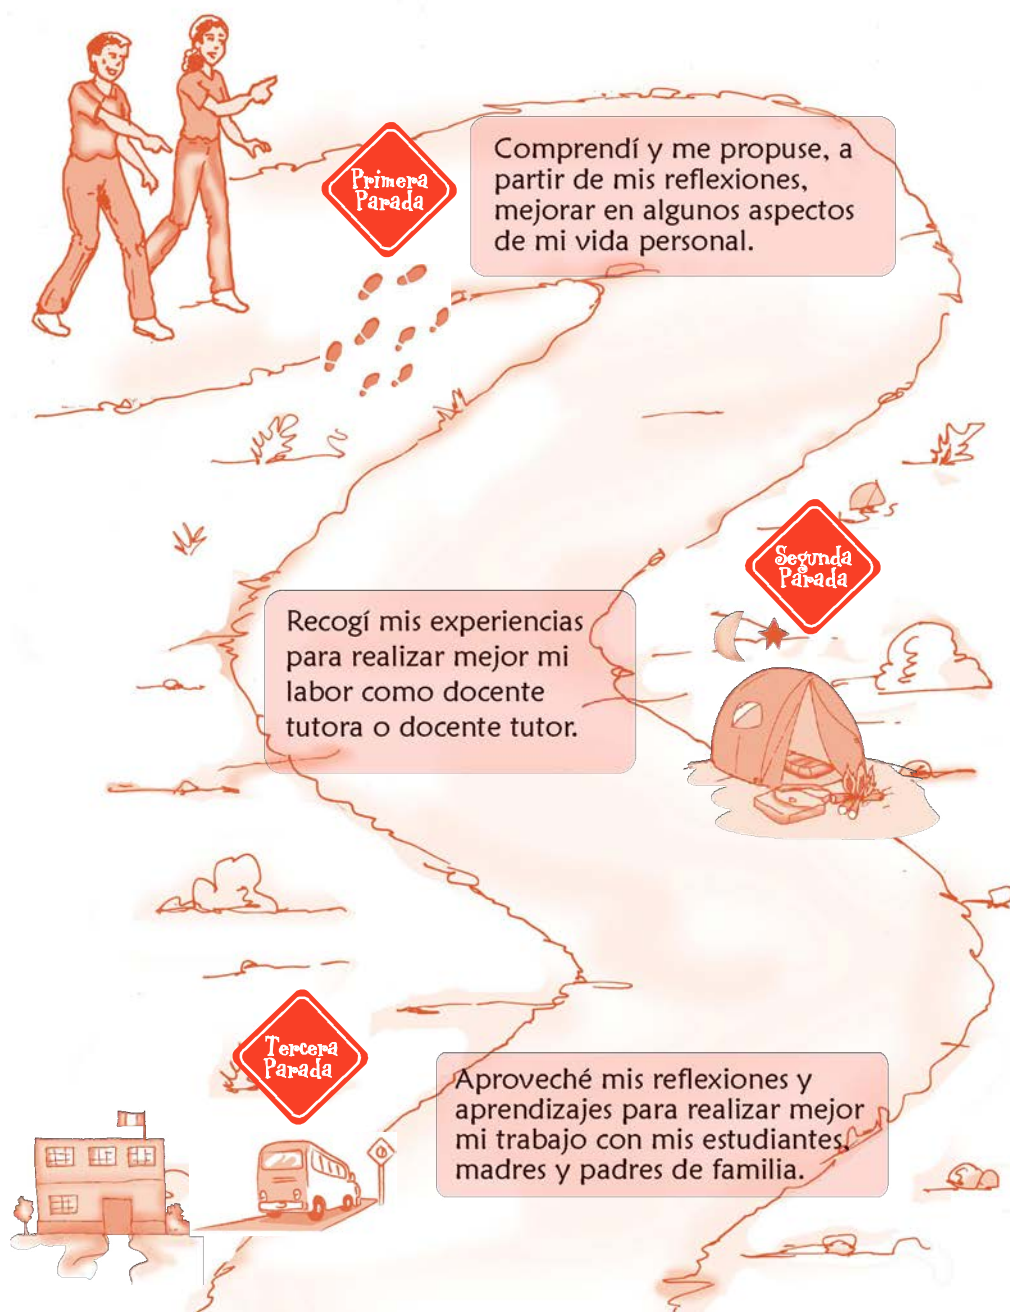 Primera
Parada
Comprendí y me propuse, a
partir de mis reflexiones,
mejorar en algunos aspectos
de mi vida personal.
Segunda
Parada
Recogí mis experiencias
para realizar mejor mi
labor como docente
tutora o docente tutor.
Tercera
Parada
Aproveché mis reflexiones y
aprendizajes para realizar mejor
mi trabajo con mis estudiantes,
madres y padres de familia.